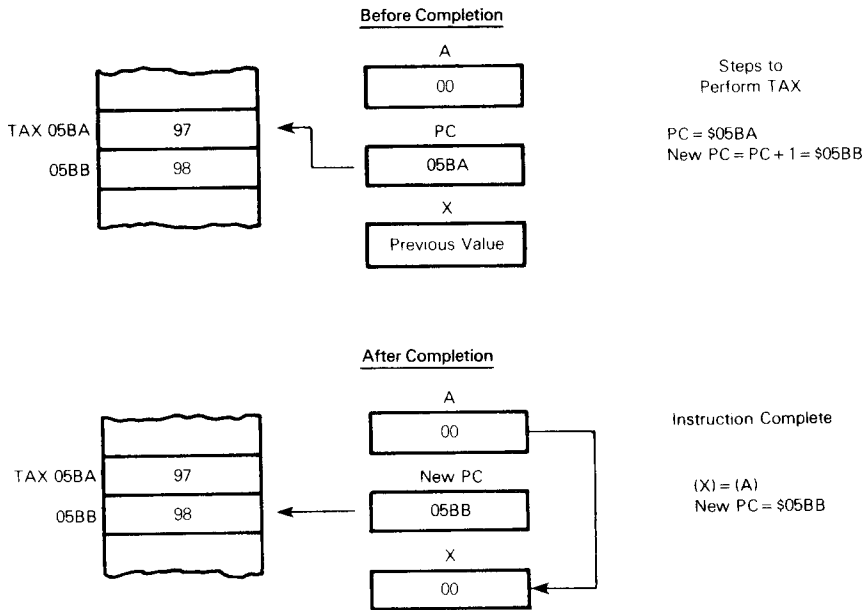 Before Completion
A
00
Steps to
Perform TAX
TAX 05BA
97
PC
05BA
PC = $05BA
New PC = PC + 1 = $05BB
05BB
98
X
Previous Value
After Completion
A
00
Instruction Complete
TAX 05BA
97
New PC
05BB
(X) = (A)
New PC = $05BB
05BB
98
X
00